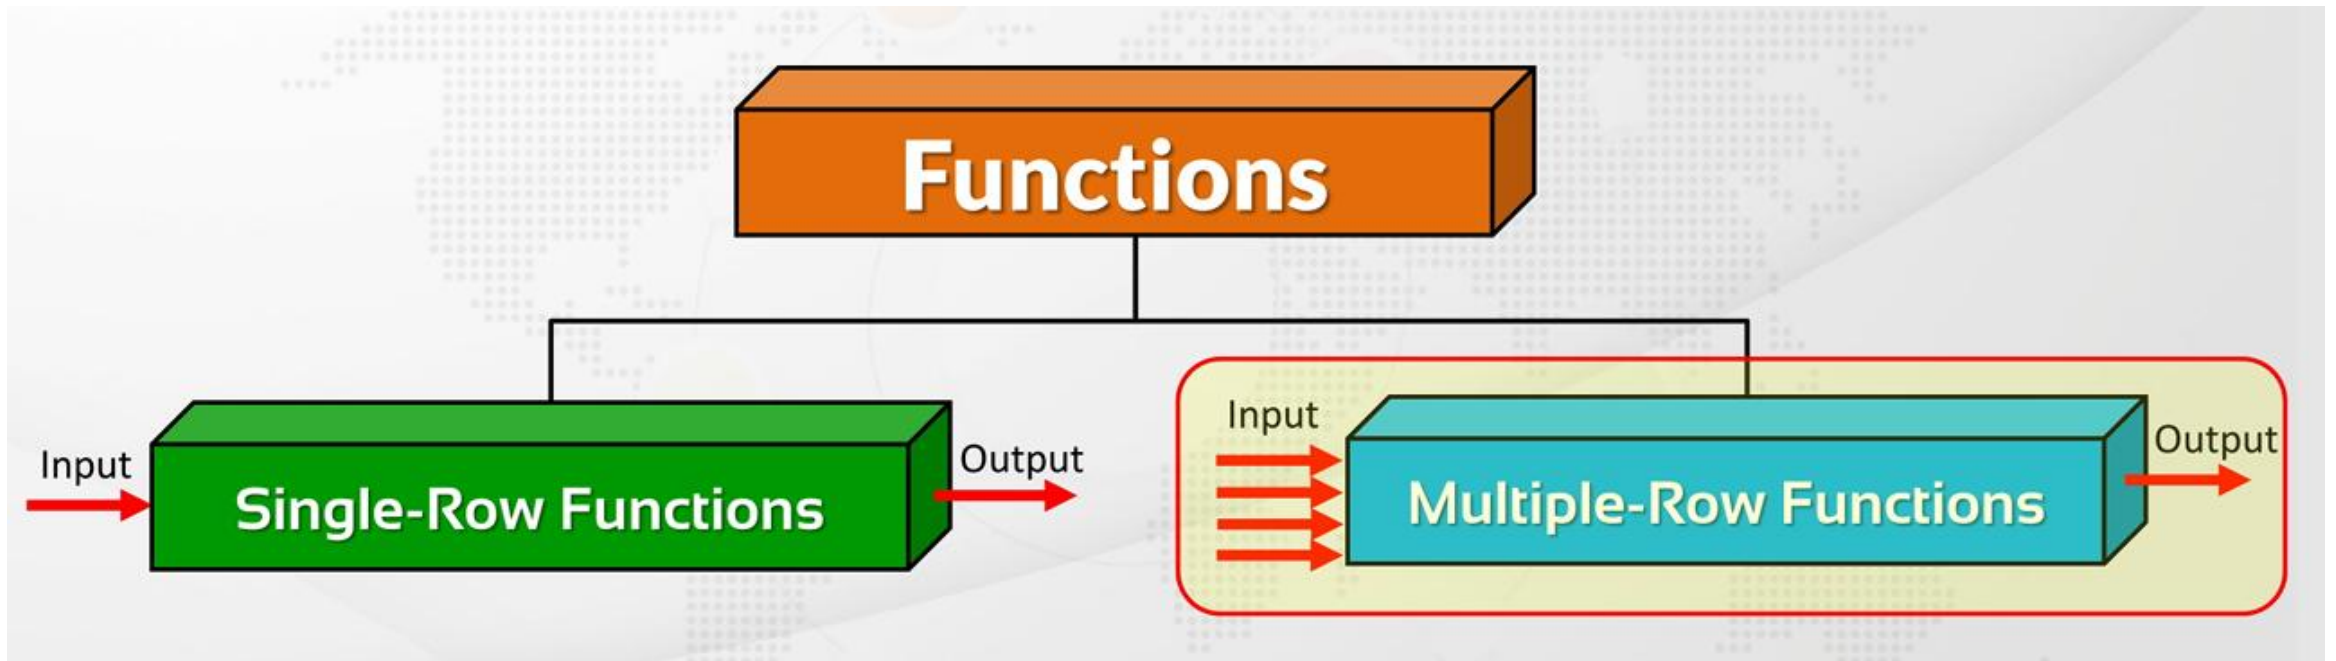 Functions
Input
Single-Row Functions
Output
Input
Multiple-Row Functions
Output